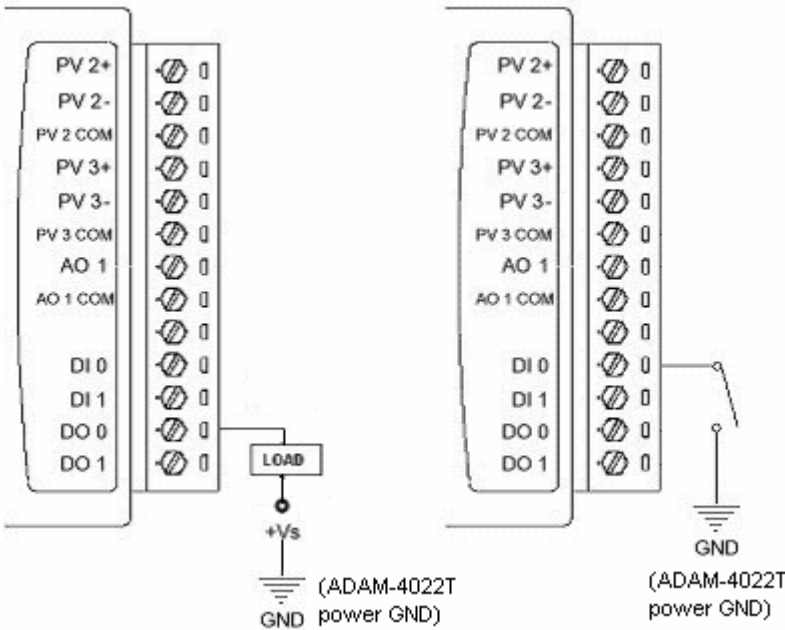 PV 2+
PV 2-
PV 2 COM
PV 3+
PV 3-
PV 3 COM
AO 1
AO 1 COM
DI 0
DI 1
DO 0
DO 1
LOAD
+Vs
GND
(ADAM-4022T
power GND)
PV 2+
PV 2-
PV 2 COM
PV 3+
PV 3-
PV 3 COM
AO 1
AO 1 COM
DI 0
DI 1
DO 0
DO 1
GND
(ADAM-4022T
power GND)